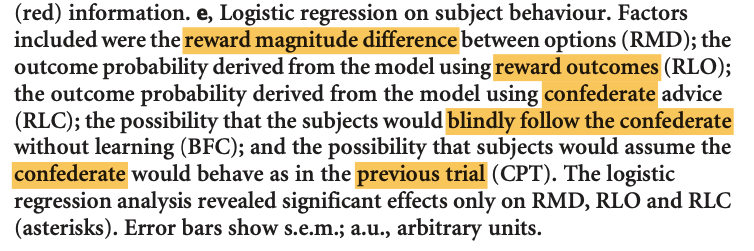 (red) information. e, Logistic regression on subject behaviour. Factors
included were the reward magnitude difference between options (RMD); the
outcome probability derived from the model using reward outcomes (RLO);
the outcome probability derived from the model using confederate advice
(RLC); the possibility that the subjects would blindly follow the confederate
without learning (BFC); and the possibility that subjects would assume the
confederate would behave as in the previous trial (CPT). The logistic
regression analysis revealed significant effects only on RMD, RLO and RLC
(asterisks). Error bars show s.e.m.; a.u., arbitrary units.